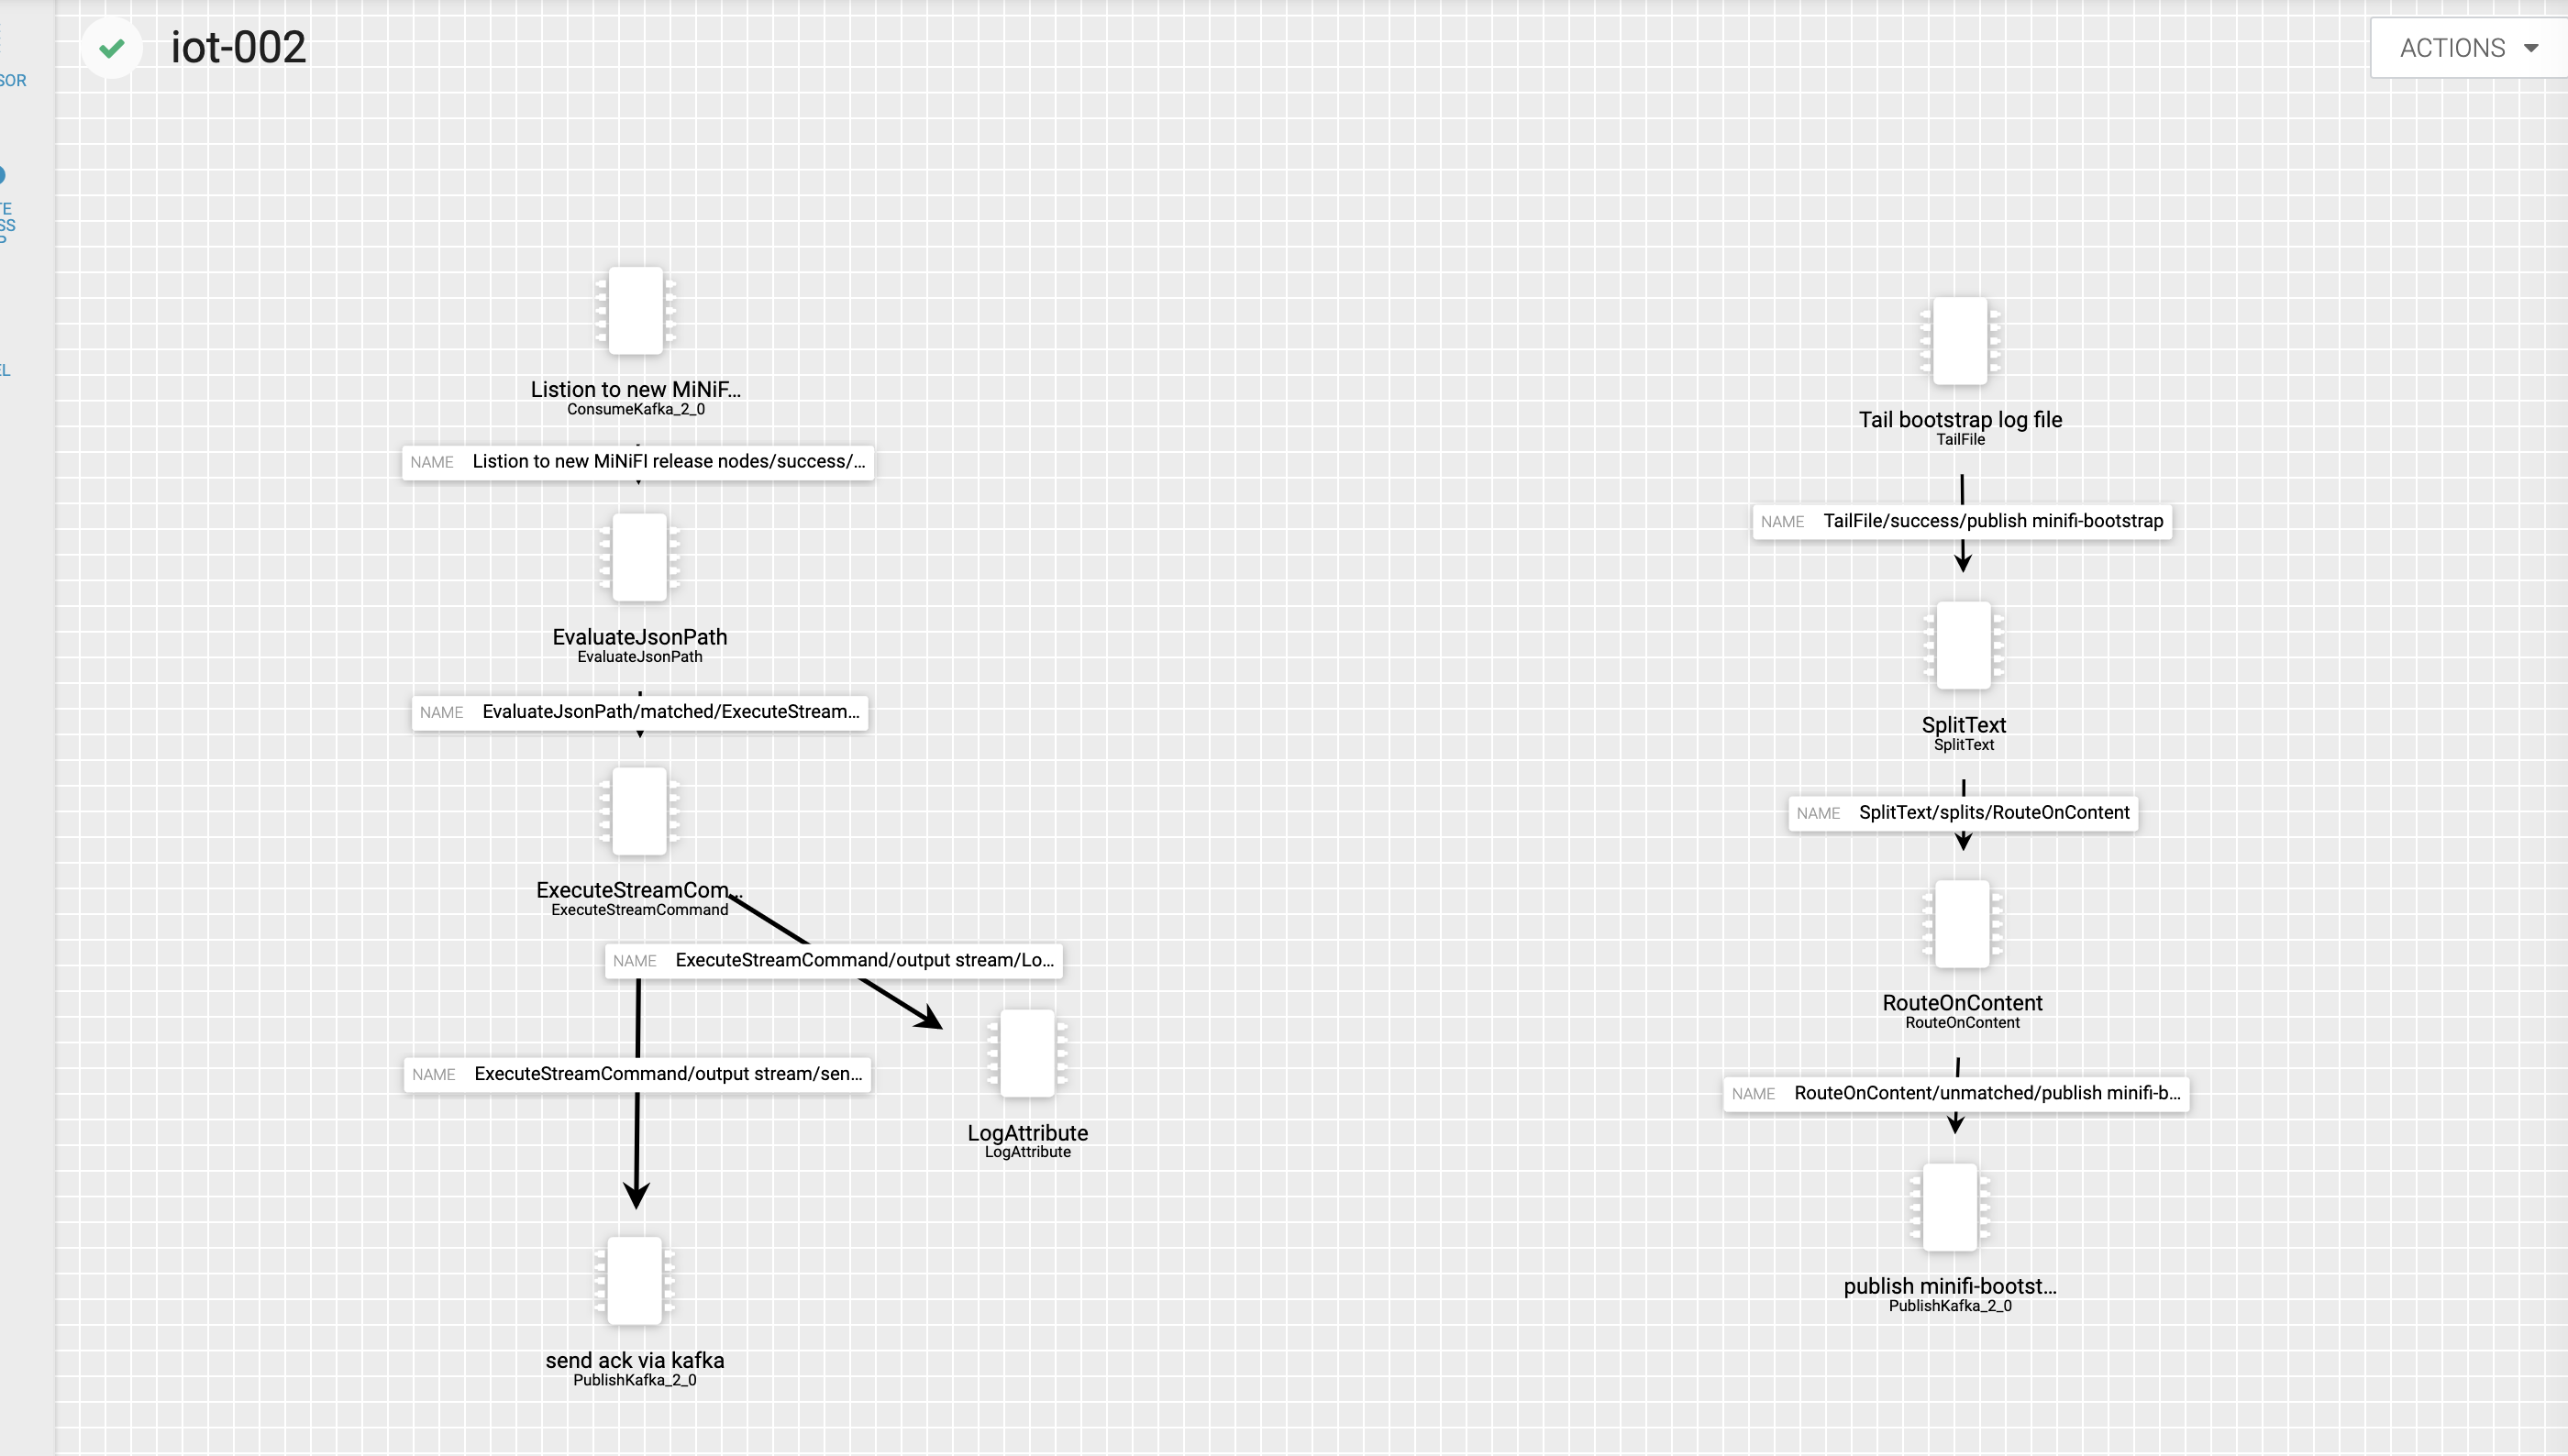 iot-002
ACTIONS
SOR
TE
SS
P
EL
Listion to new MiNiF...
ConsumeKafka_2_0
NAME Listion to new MiNiFI release nodes/success/...
EvaluateJsonPath
EvaluateJsonPath
NAME EvaluateJsonPath/matched/ExecuteStream...
ExecuteStreamCom...
ExecuteStreamCommand
NAME ExecuteStreamCommand/output stream/Lo...
NAME ExecuteStreamCommand/output stream/sen...
LogAttribute
LogAttribute
send ack via kafka
PublishKafka_2_0
Tail bootstrap log file
TailFile
NAME TailFile/success/publish minifi-bootstrap
SplitText
SplitText
NAME SplitText/splits/RouteOnContent
RouteOnContent
RouteOnContent
NAME RouteOnContent/unmatched/publish minifi-b...
publish minifi-bootst...
PublishKafka_2_0